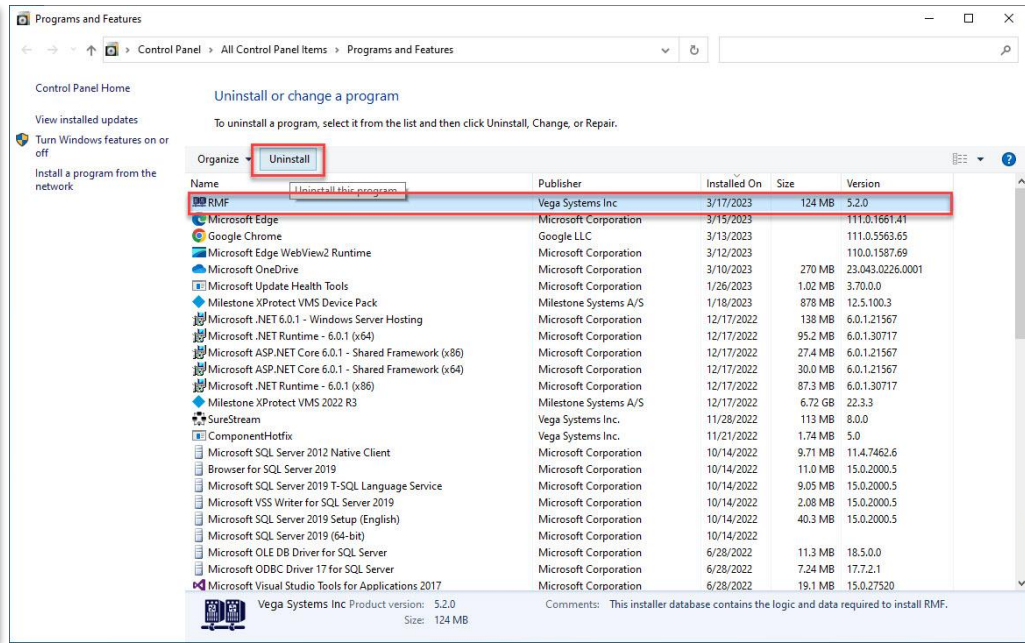 Programs and Features
Control Panel > All Control Panel Items > Programs and Features
Control Panel Home
View installed updates
Turn Windows features on or
off
Install a program from the
network
Uninstall or change a program
To uninstall a program, select it from the list and then click Uninstall, Change, or Repair.
Organize Uninstall
Name Publisher Installed On Size Version
Uninstall this program
RMF Vega Systems Inc 3/17/2023 124 MB 5.2.0
Microsoft Edge Microsoft Corporation 3/15/2023 111.0.1661.41
Google Chrome Google LLC 3/13/2023 111.0.5563.65
Microsoft Edge WebView2 Runtime Microsoft Corporation 3/12/2023 110.0.1587.69
Microsoft OneDrive Microsoft Corporation 3/10/2023 270 MB 23.043.0226.0001
Microsoft Update Health Tools Microsoft Corporation 1/26/2023 1.02 MB 3.70.0.0
Milestone XProtect VMS Device Pack Milestone Systems A/S 1/18/2023 878 MB 12.5.100.3
Microsoft .NET 6.0.1 - Windows Server Hosting Microsoft Corporation 12/17/2022 138 MB 6.0.1.21567
Microsoft .NET Runtime - 6.0.1 (x64) Microsoft Corporation 12/17/2022 95.2 MB 6.0.1.30717
Microsoft ASP.NET Core 6.0.1 - Shared Framework (x86) Microsoft Corporation 12/17/2022 27.4 MB 6.0.1.21567
Microsoft ASP.NET Core 6.0.1 - Shared Framework (x64) Microsoft Corporation 12/17/2022 30.0 MB 6.0.1.21567
Microsoft .NET Runtime - 6.0.1 (x86) Microsoft Corporation 12/17/2022 87.3 MB 6.0.1.30717
Milestone XProtect VMS 2022 R3 Milestone Systems A/S 12/17/2022 6.72 GB 22.3.3
SureStream Vega Systems Inc. 11/28/2022 113 MB 8.0.0
ComponentHotfix Vega Systems Inc. 11/21/2022 1.74 MB 5.0
Microsoft SQL Server 2012 Native Client Microsoft Corporation 10/14/2022 9.71 MB 11.4.7462.6
Browser for SQL Server 2019 Microsoft Corporation 10/14/2022 11.0 MB 15.0.2000.5
Microsoft SQL Server 2019 T-SQL Language Service Microsoft Corporation 10/14/2022 9.05 MB 15.0.2000.5
Microsoft VSS Writer for SQL Server 2019 Microsoft Corporation 10/14/2022 2.08 MB 15.0.2000.5
Microsoft SQL Server 2019 Setup (English) Microsoft Corporation 10/14/2022 40.3 MB 15.0.2000.5
Microsoft SQL Server 2019 (64-bit) Microsoft Corporation 10/14/2022
Microsoft OLE DB Driver for SQL Server Microsoft Corporation 6/28/2022 11.3 MB 18.5.0.0
Microsoft ODBC Driver 17 for SQL Server Microsoft Corporation 6/28/2022 7.24 MB 17.7.2.1
Microsoft Visual Studio Tools for Applications 2017 Microsoft Corporation 6/28/2022 19.1 MB 15.0.27520
Vega Systems Inc Product version: 5.2.0 Comments: This installer database contains the logic and data required to install RMF.
Size: 124 MB